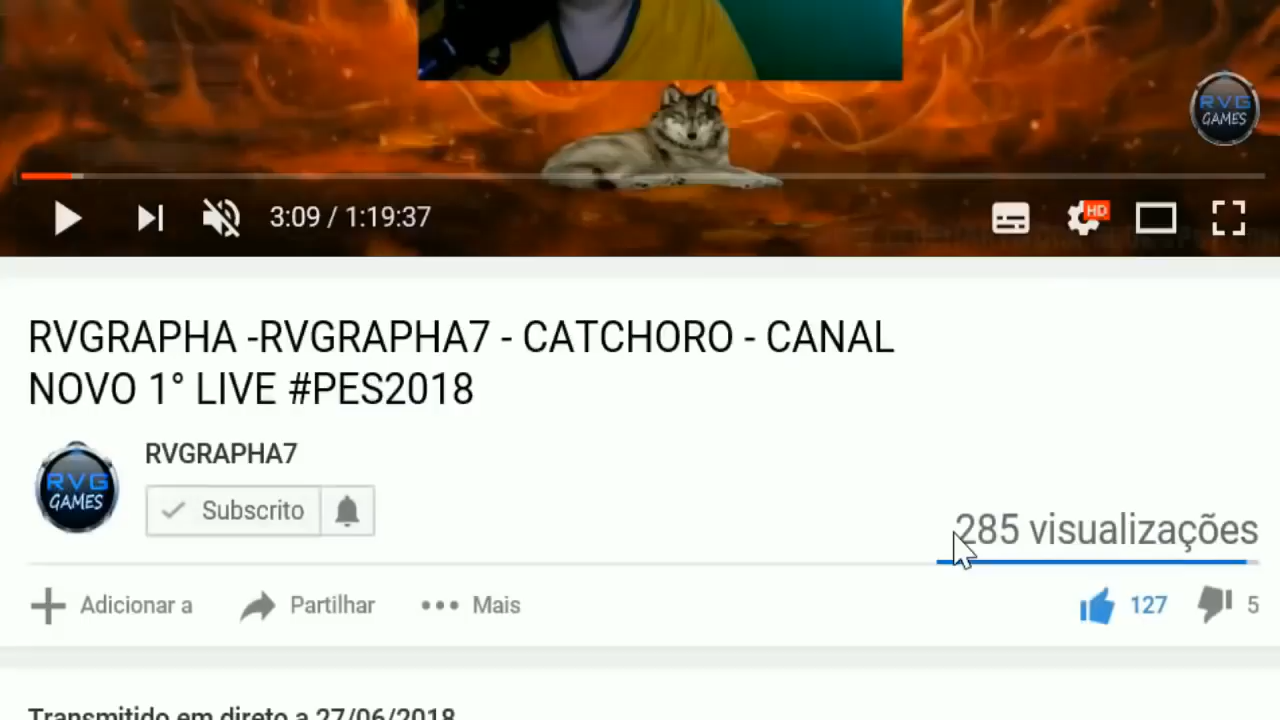 RVG
GAMES
3:09 / 1:19:37
HD
RVGRAPHA -RVGRAPHA7 - CATCHORO - CANAL
NOVO 1° LIVE #PES2018
RVG
GAMES
RVGRAPHA7
Subscrito
285 visualizações
Adicionar a
Partilhar
Mais
127
5
Transmitido em direto a 27/06/2018